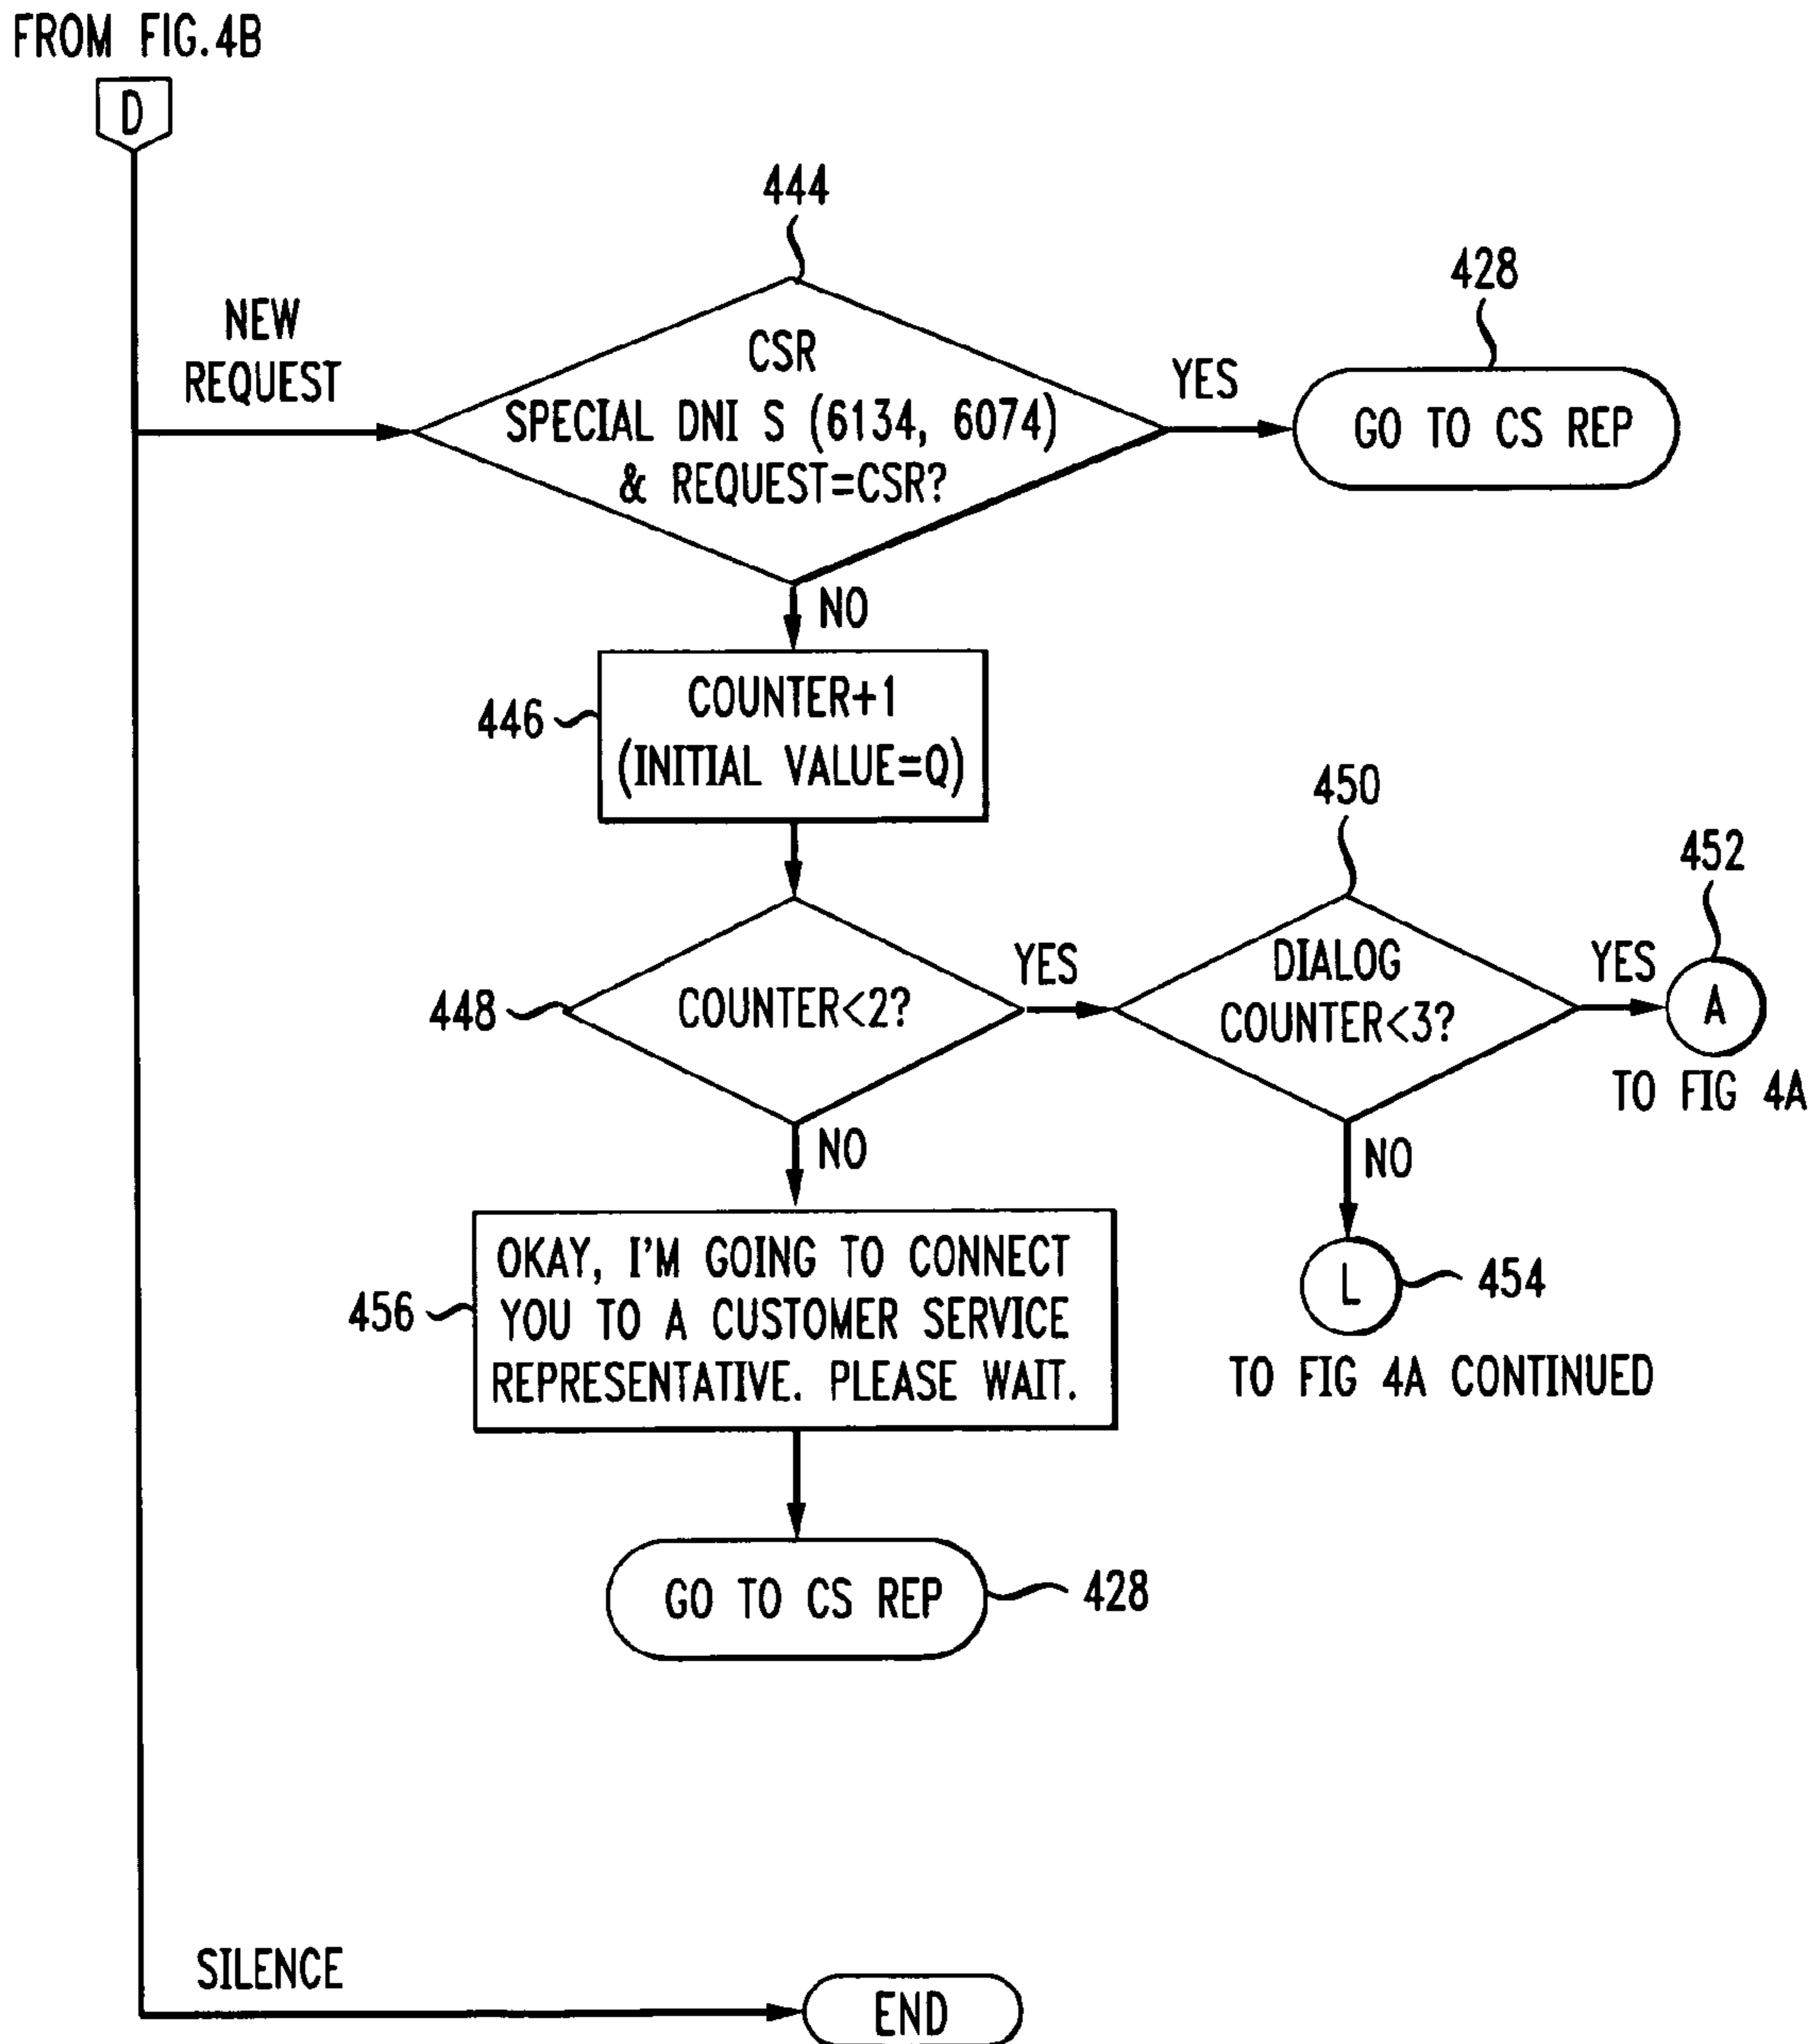 FROM FIG.4B
D
444
428
NEW
REQUEST
CSR
SPECIAL DNI S (6134, 6074)
& REQUEST=CSR?
YES
GO TO CS REP
NO
446
COUNTER+1
(INITIAL VALUE=Q)
450
452
448
COUNTER<2?
YES
DIALOG
COUNTER<3?
YES
A
TO FIG 4A
NO
NO
456
OKAY, I'M GOING TO CONNECT
YOU TO A CUSTOMER SERVICE
REPRESENTATIVE. PLEASE WAIT.
L
454
TO FIG 4A CONTINUED
GO TO CS REP
428
SILENCE
END